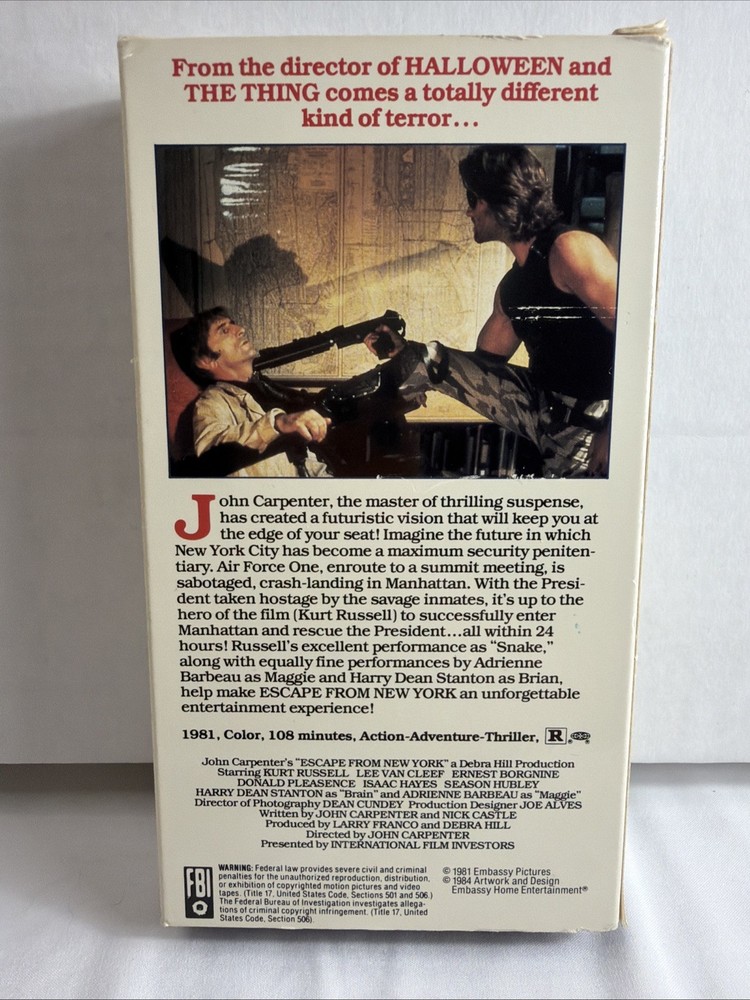 From the director of HALLOWEEN and
THE THING comes a totally different
kind of terror...
John Carpenter, the master of thrilling suspense,
has created a futuristic vision that will keep you at
the edge of your seat! Imagine the future in which
New York City has become a maximum security peniten-
tiary. Air Force One, enroute to a summit meeting, is
sabotaged, crash-landing in Manhattan. With the Presi-
dent taken hostage by the savage inmates, it's up to the
hero of the film (Kurt Russell) to successfully enter
Manhattan and rescue the President...all within 24
hours! Russell's excellent performance as "Snake,"
along with equally fine performances by Adrienne
Barbeau as Maggie and Harry Dean Stanton as Brian,
help make ESCAPE FROM NEW YORK an unforgettable
entertainment experience!
1981, Color, 108 minutes, Action-Adventure-Thriller, R
John Carpenter's "ESCAPE FROM NEW YORK" a Debra Hill Production
Starring KURT RUSSELL LEE VAN CLEEF ERNEST BORGNINE
DONALD PLEASENCE ISAAC HAYES SEASON HUBLEY
HARRY DEAN STANTON as "Brain" and ADRIENNE BARBEAU as "Maggie"
Director of Photography DEAN CUNDEY Production Designer JOE ALVES
Written by JOHN CARPENTER and NICK CASTLE
Produced by LARRY FRANCO and DEBRA HILL
Directed by JOHN CARPENTER
Presented by INTERNATIONAL FILM INVESTORS
FBI
WARNING: Federal law provides severe civil and criminal
penalties for the unauthorized reproduction, distribution,
or exhibition of copyrighted motion pictures and video
tapes. (Title 17, United States Code, Sections 501 and 506.)
The Federal Bureau of Investigation investigates allega-
tions of criminal copyright infringement. (Title 17, United
States Code, Section 506).
© 1981 Embassy Pictures
© 1984 Artwork and Design
Embassy Home Entertainment®